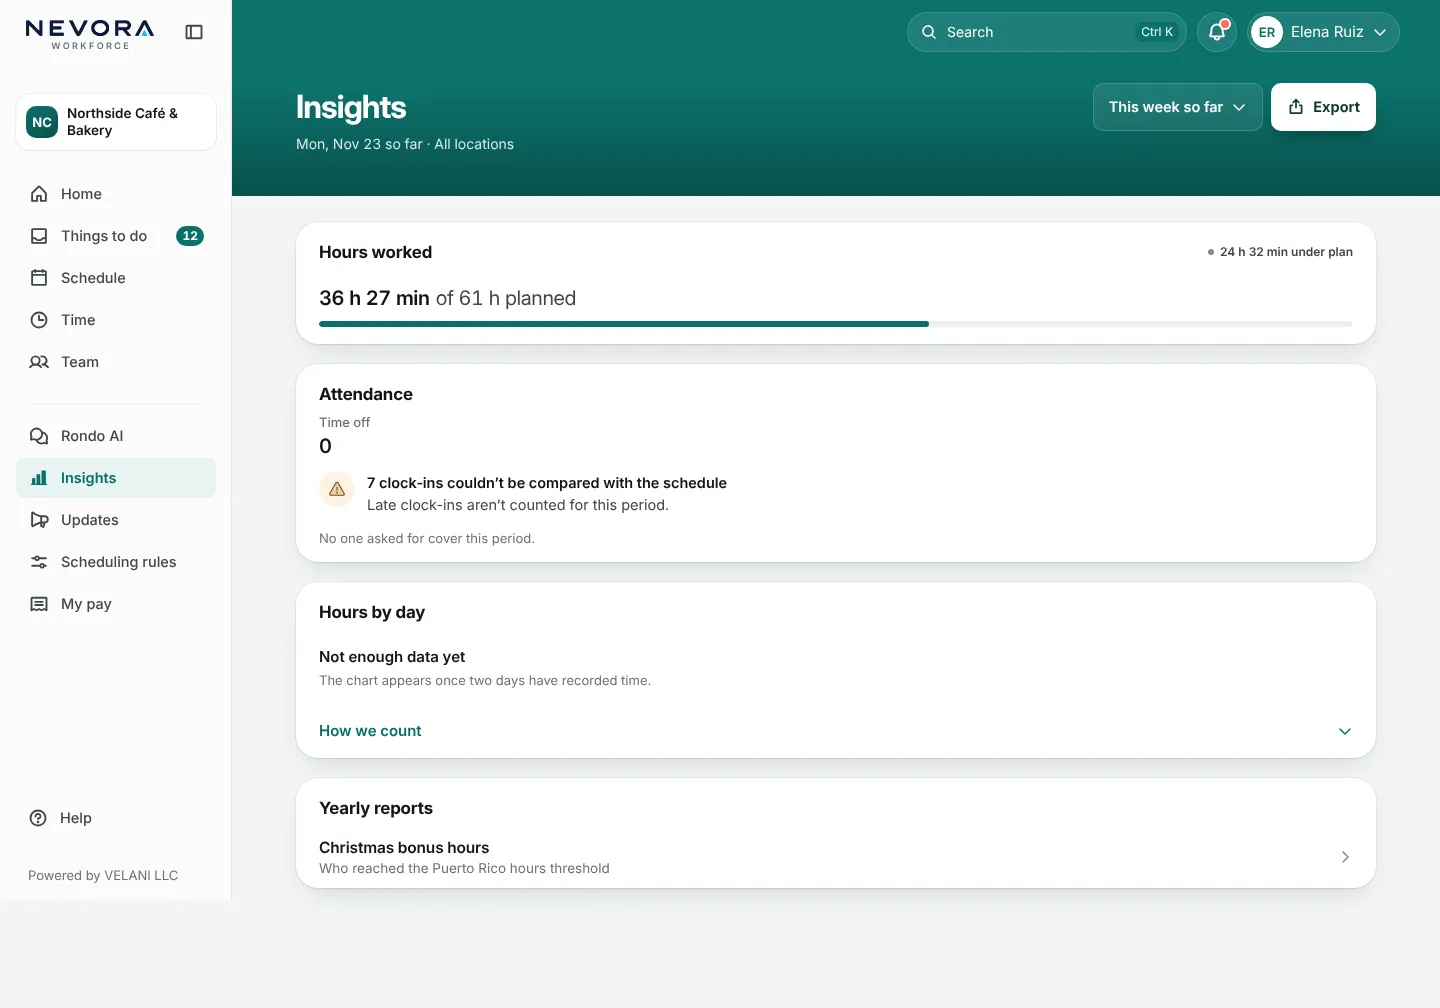 NEVORA
WORKFORCE
Search
Ctrl K
ER
Elena Ruiz
NC
Northside Café &
Bakery
Insights
Mon, Nov 23 so far · All locations
This week so far
Export
Home
Things to do
12
Schedule
Time
Team
Rondo AI
Insights
Updates
Scheduling rules
My pay
Help
Powered by VELANI LLC
Hours worked
24 h 32 min under plan
36 h 27 min of 61 h planned
Attendance
Time off
0
7 clock-ins couldn’t be compared with the schedule
Late clock-ins aren’t counted for this period.
No one asked for cover this period.
Hours by day
Not enough data yet
The chart appears once two days have recorded time.
How we count
Yearly reports
Christmas bonus hours
Who reached the Puerto Rico hours threshold